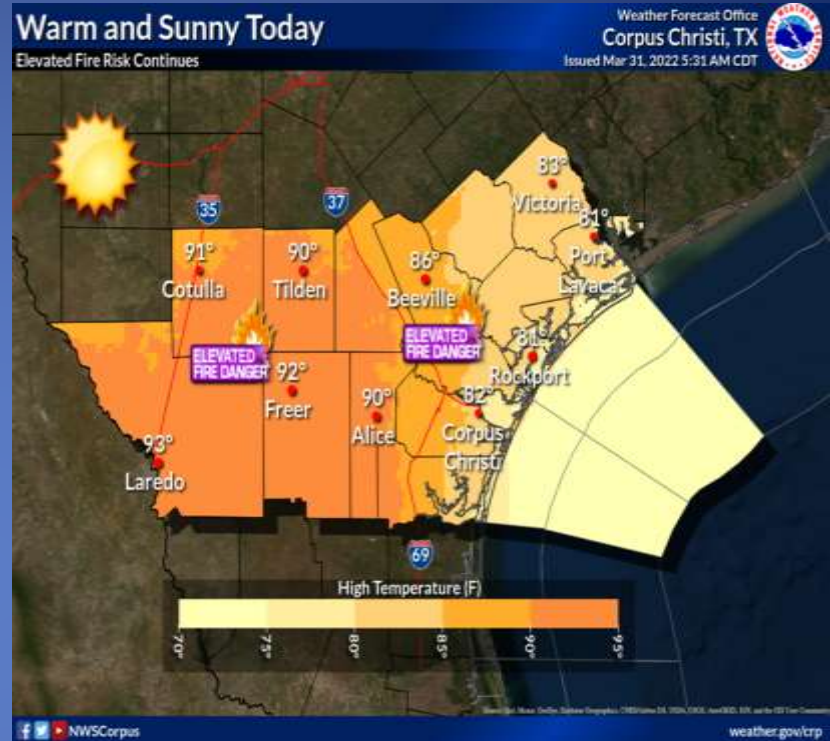 Warm and Sunny Today
Elevated Fire Risk Continues
Weather Forecast Office
Corpus Christi, TX
Issued Mar 31, 2022 5:31 AM CDT
35
37
83°
Victoria
81°
Port
Lavaca
91°
Cotulla
90°
Tilden
86°
Beeville
ELEVATED
FIRE DANGER
ELEVATED
FIRE DANGER
81°
Rockport
92°
Freer
90°
Alice
82°
Corpus
Christi
93°
Laredo
69
High Temperature (F)
70°
75°
80°
85°
90°
95°
NWSCorpus
weather.gov/crp